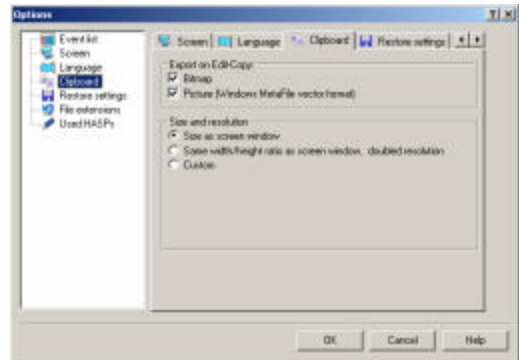 Options
Event list
Screen
Language
Clipboard
Restore settings
File extensions
Used HASPs
Screen
Language
Clipboard
Restore settings
Export on Edit-Copy
Bitmap
Picture (Windows MetaFile vector format)
Size and resolution
Size as screen window
Same width/height ratio as screen window, doubled resolution
Custom
OK
Cancel
Help